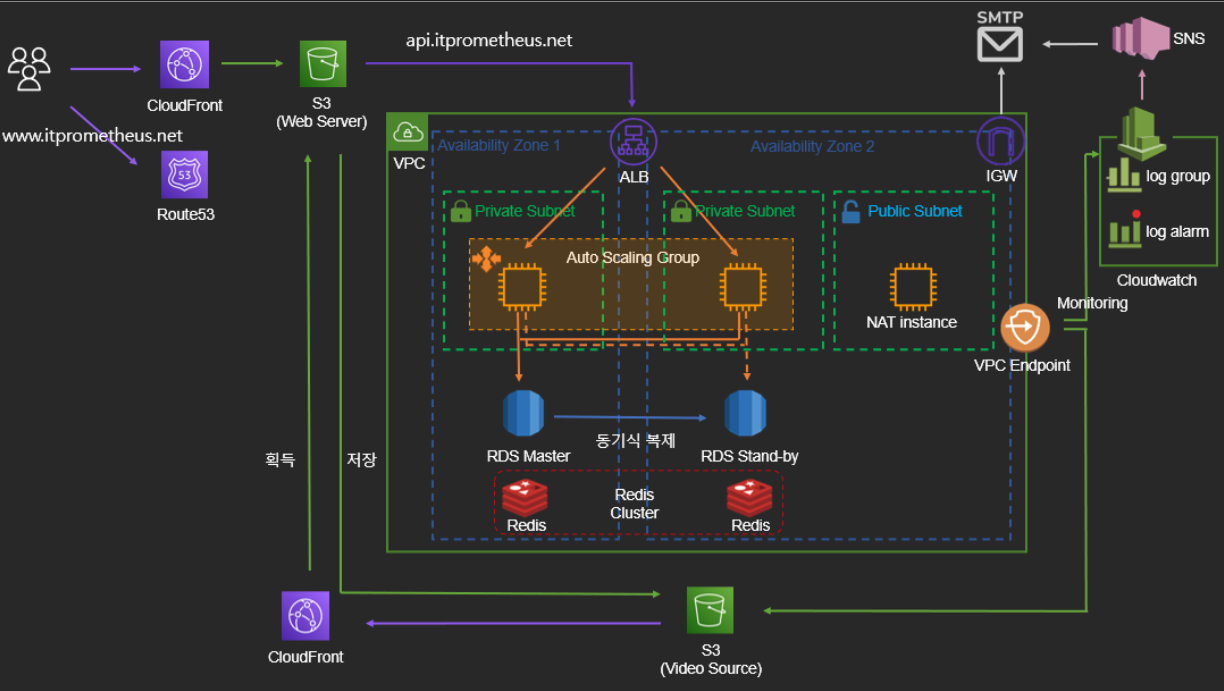 SMTP
api.itprometheus.net
SNS
CloudFront
S3
(Web Server)
www.itprometheus.net
VPC
Availability Zone 1
Availability Zone 2
ALB
IGW
log group
53
Route53
Private Subnet
Private Subnet
Public Subnet
log alarm
Auto Scaling Group
Cloudwatch
Monitoring
NAT instance
VPC Endpoint
동기식 복제
RDS Master
RDS Stand-by
획득
저장
Redis
Cluster
Redis
Redis
CloudFront
S3
(Video Source)